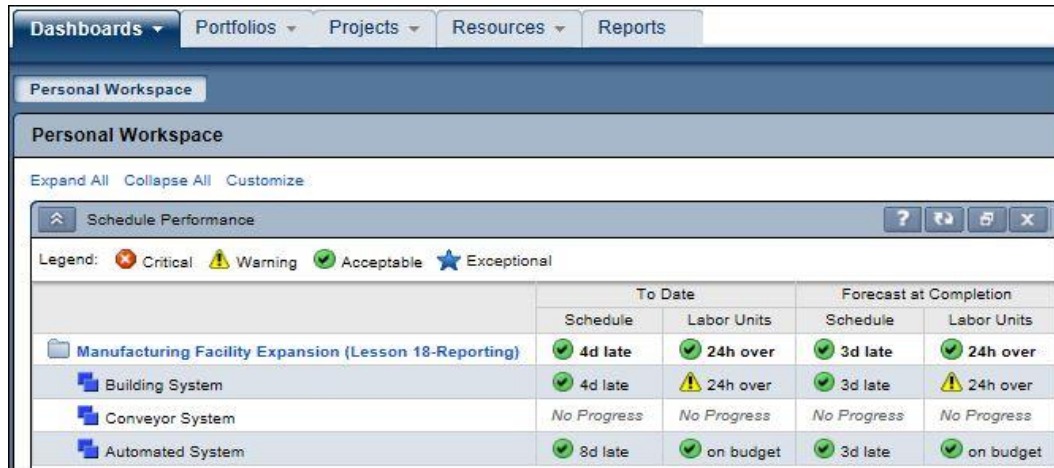 Dashboards Portfolios Projects Resources Reports
Personal Workspace
Personal Workspace
Expand All Collapse All Customize
Schedule Performance ?
Legend: Critical Warning Acceptable Exceptional
To Date Forecast at Completion
Schedule Labor Units Schedule Labor Units
Manufacturing Facility Expansion (Lesson 18-Reporting) 4d late 24h over 3d late 24h over
Building System 4d late 24h over 3d late 24h over
Conveyor System No Progress No Progress No Progress No Progress
Automated System 8d late on budget 3d late on budget